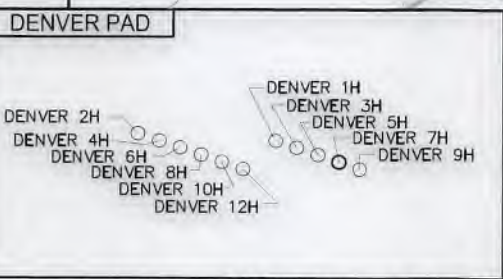 DENVER PAD
DENVER 1H
DENVER 3H
DENVER 5H
DENVER 7H
DENVER 9H
DENVER 2H
DENVER 4H
DENVER 6H
DENVER 8H
DENVER 10H
DENVER 12H